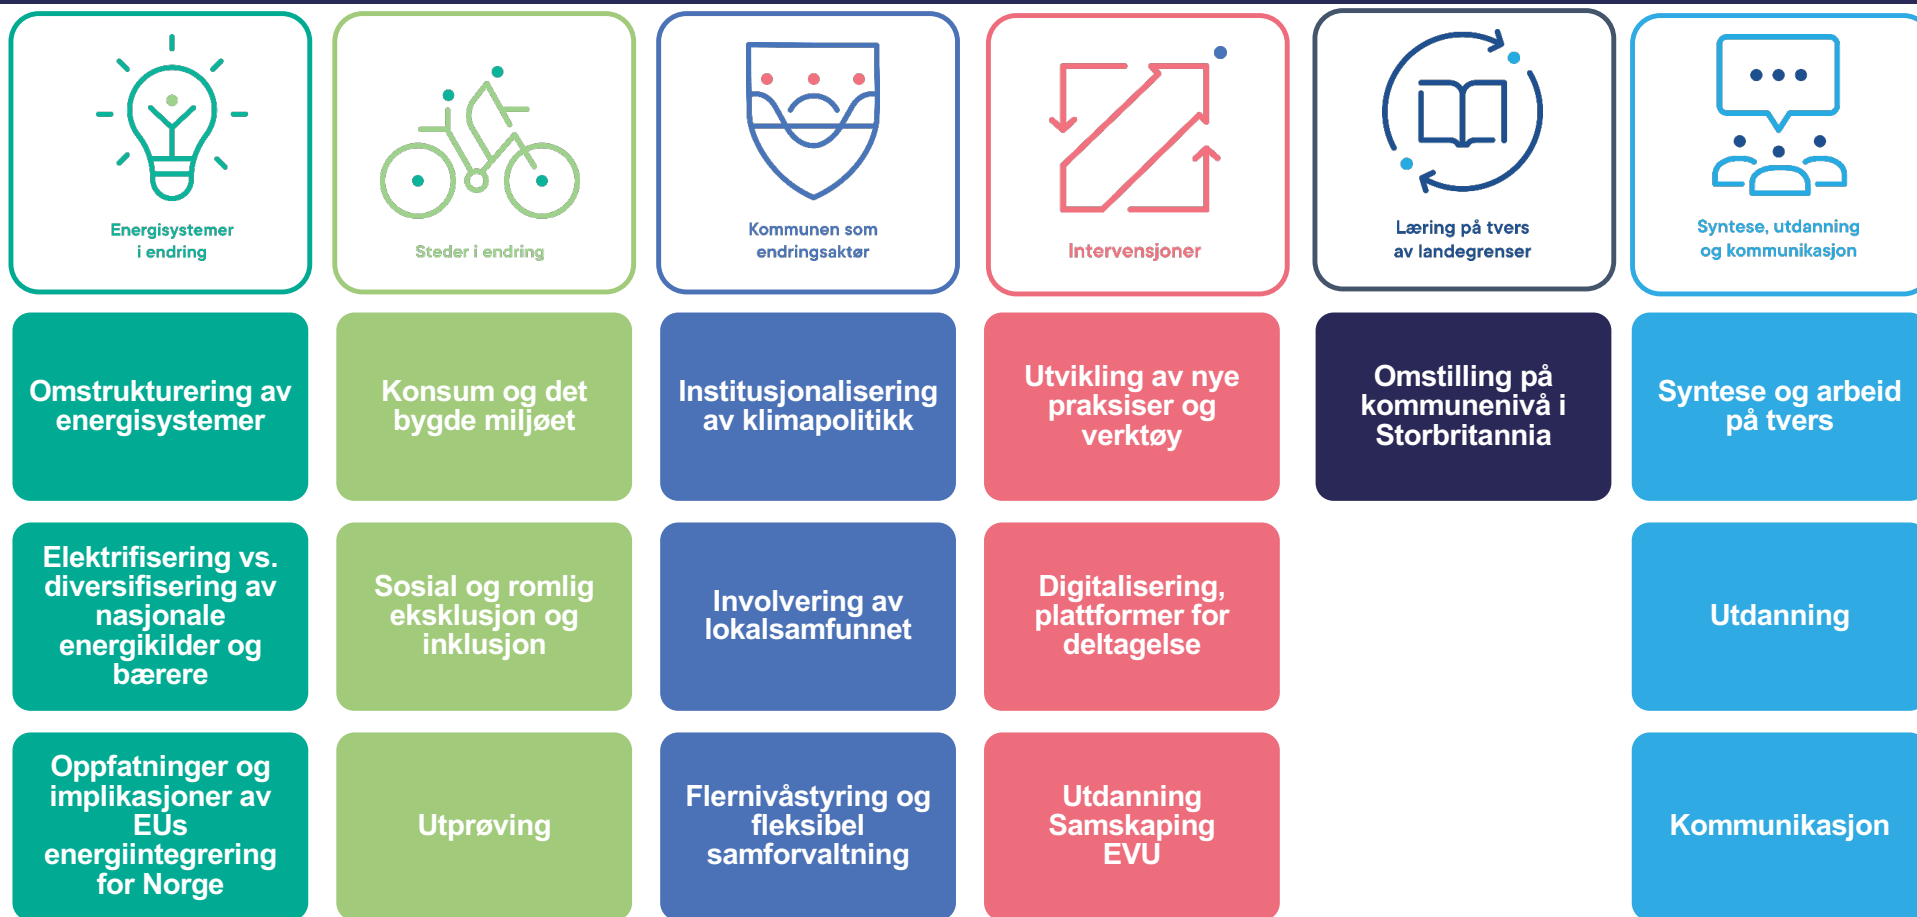 Energisystemer
i endring
Steder i endring
Kommunen som
endringsaktør
Intervensjoner
Læring på tvers
av landegrenser
Syntese, utdanning
og kommunikasjon
Omstrukturering av
energisystemer
Konsum og det
bygde miljøet
Institusjonalisering
av klimapolitikk
Utvikling av nye
praksiser og
verktøy
Omstilling på
kommunenivå i
Storbritannia
Syntese og arbeid
på tvers
Elektrifisering vs.
diversifisering av
nasjonale
energikilder og
bærere
Sosial og romlig
eksklusjon og
inklusjon
Involvering av
lokalsamfunnet
Digitalisering,
plattformer for
deltagelse
Utdanning
Oppfatninger og
implikasjoner av
EUs
energiintegrering
for Norge
Utprøving
Flernivåstyring og
fleksibel
samforvaltning
Utdanning
Samskaping
EVU
Kommunikasjon